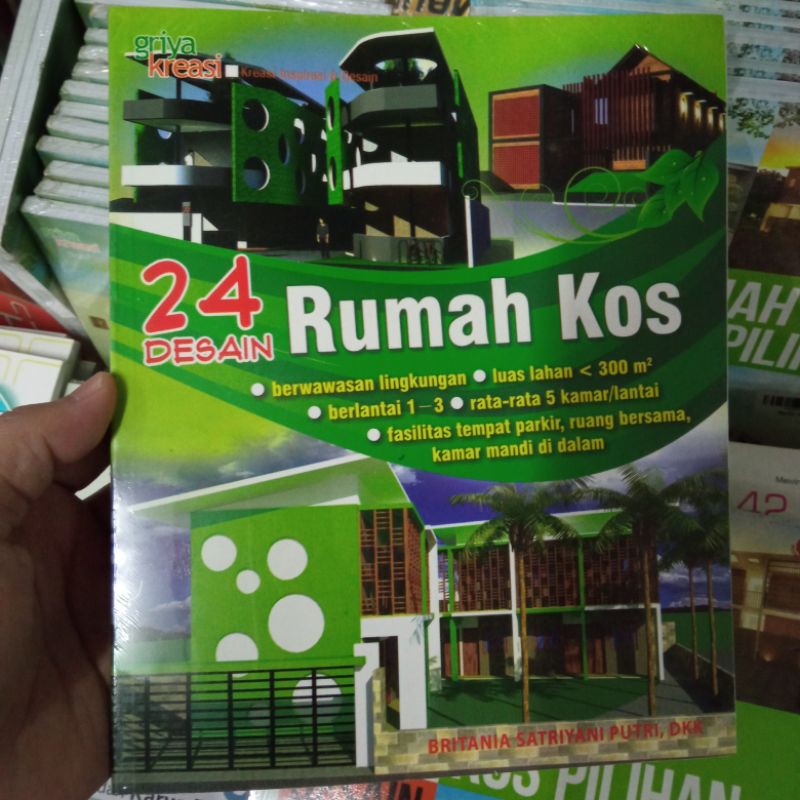 griya
kreasi Kreasi Inspirasi & Desain
24
DESAIN
Rumah Kos
• berwawasan lingkungan • luas lahan < 300 m²
• berlantai 1–3 • rata-rata 5 kamar/lantai
• fasilitas tempat parkir, ruang bersama,
kamar mandi di dalam
BRITANIA SATRIYANI PUTRI, DKK
PILIHAN